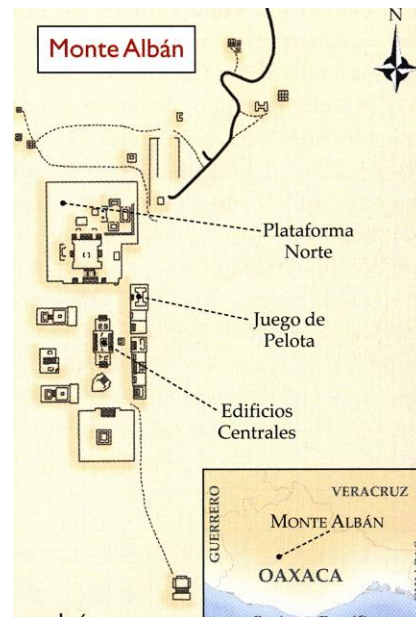 Monte Albán
N
Plataforma
Norte
Juego de
Pelota
Edificios
Centrales
GUERRERO
VERACRUZ
MONTE ALBÁN
OAXACA